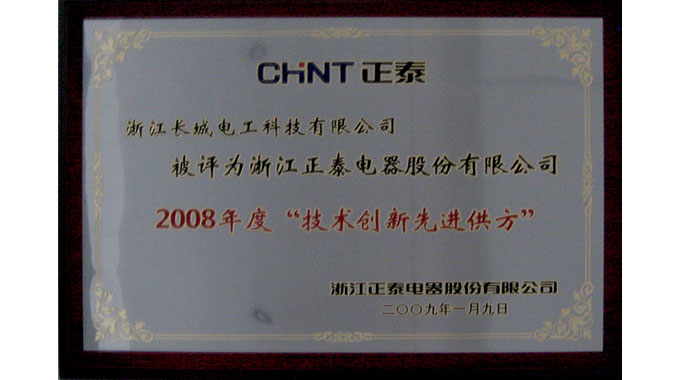 CHNT 正泰
浙江长城电工科技有限公司
被评为浙江正泰电器股份有限公司
2008年度“技术创新先进供方”
浙江正泰电器股份有限公司
二〇〇九年一月九日